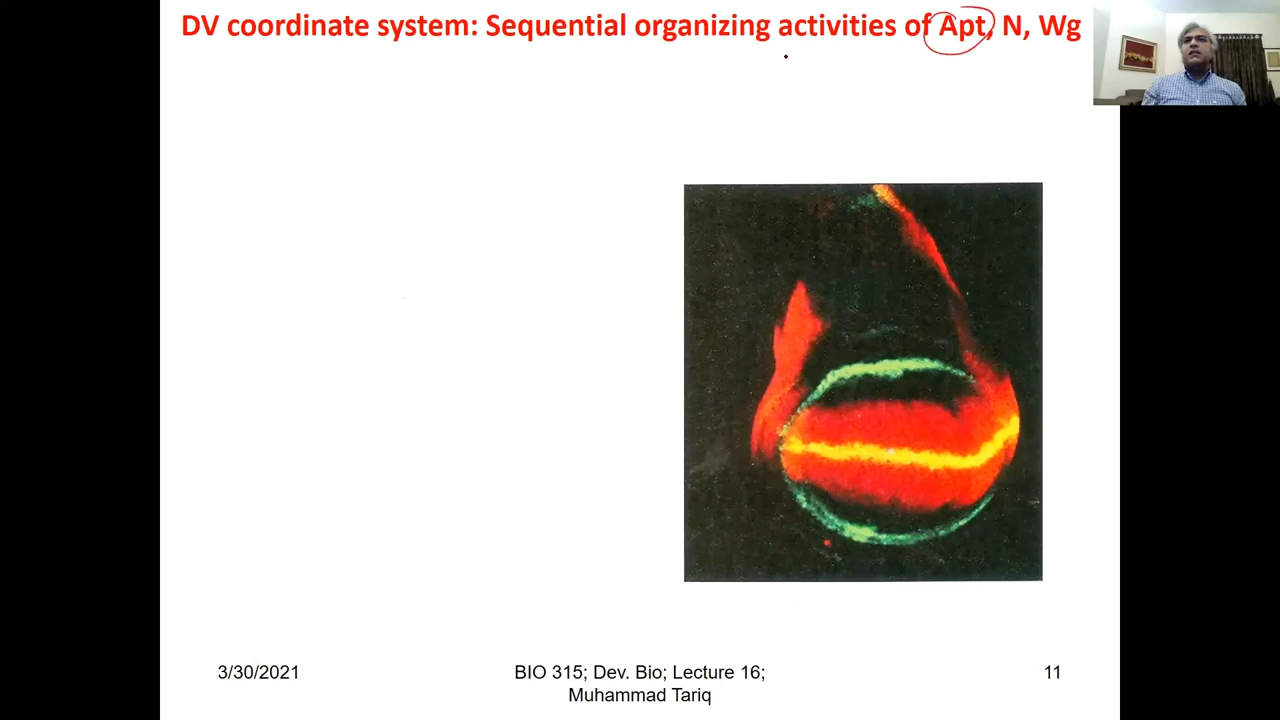 DV coordinate system: Sequential organizing activities of Apt, N, Wg
3/30/2021
BIO 315; Dev. Bio; Lecture 16;
Muhammad Tariq
11